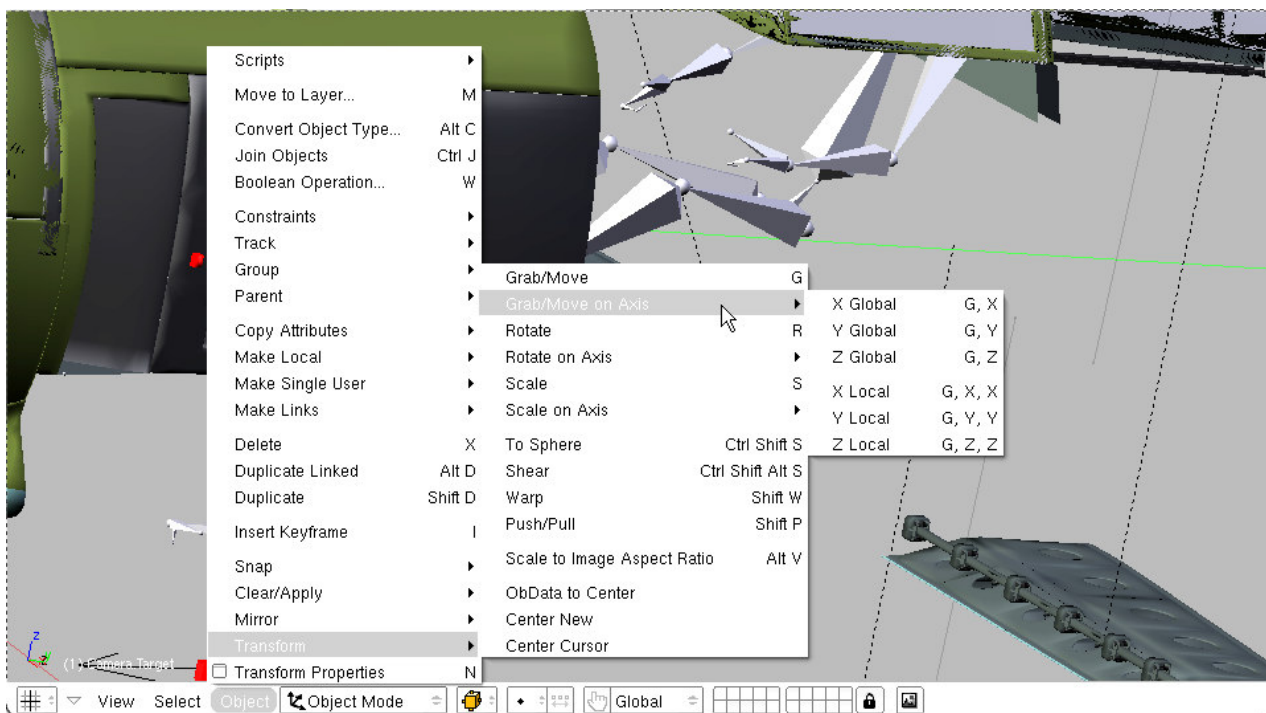 Scripts
Move to Layer... M
Convert Object Type... Alt C
Join Objects Ctrl J
Boolean Operation... W
Constraints
Track
Group
Parent
Copy Attributes
Make Local
Make Single User
Make Links
Delete X
Duplicate Linked Alt D
Duplicate Shift D
Insert Keyframe I
Snap
Clear/Apply
Mirror
Transform
Transform Properties N
Grab/Move G
Grab/Move on Axis
Rotate R
Rotate on Axis
Scale S
Scale on Axis
To Sphere Ctrl Shift S
Shear Ctrl Shift Alt S
Warp Shift W
Push/Pull Shift P
Scale to Image Aspect Ratio Alt V
ObData to Center
Center New
Center Cursor
X Global G, X
Y Global G, Y
Z Global G, Z
X Local G, X, X
Y Local G, Y, Y
Z Local G, Z, Z
z
(1) Camera Target
View Select Object Object Mode Global